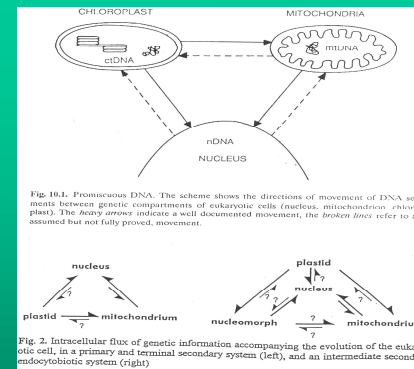 CHLOROPLAST
MITOCHONDRIA
ctDNA
mtDNA
nDNA
NUCLEUS
Fig. 10.1. Promiscuous DNA. The scheme shows the directions of movement of DNA se
ments between genetic compartments of eukaryotic cells (nucleus, mitochondrion, chlor
plast). The heavy arrows indicate a well documented movement, the broken lines refer to a
assumed but not fully proved, movement.
nucleus
?
?
plastid
?
mitochondrium
plastid
?
?
nucleus
?
?
?
nucleomorph
?
?
mitochondriu
Fig. 2. Intracellular flux of genetic information accompanying the evolution of the euka
otic cell, in a primary and terminal secondary system (left), and an intermediate second
endocytobiotic system (right)